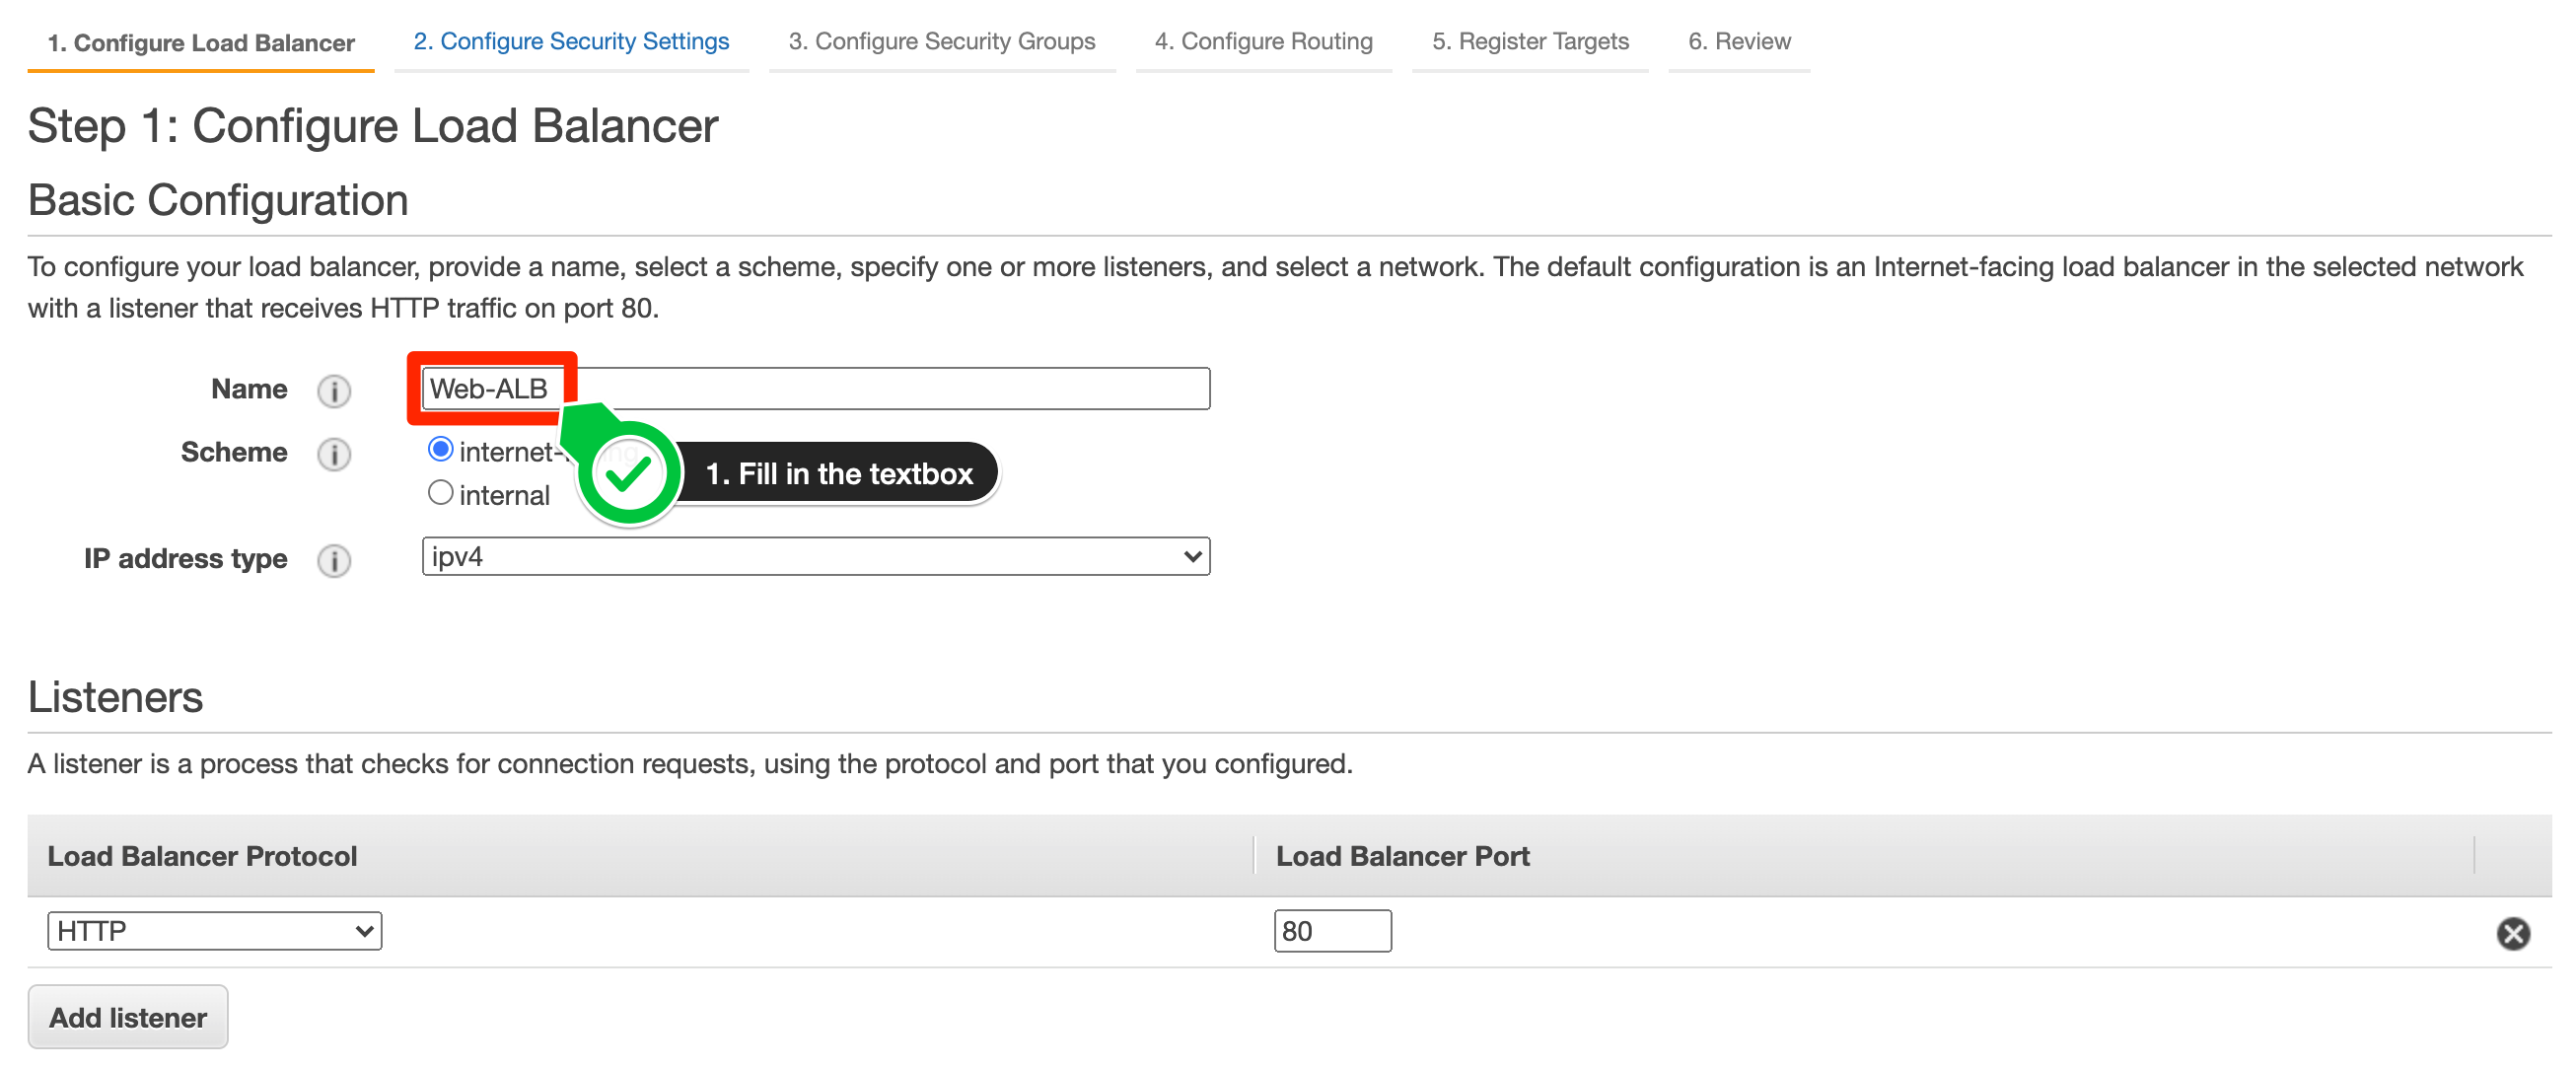 1. Configure Load Balancer 2. Configure Security Settings 3. Configure Security Groups 4. Configure Routing 5. Register Targets 6. Review
Step 1: Configure Load Balancer
Basic Configuration
To configure your load balancer, provide a name, select a scheme, specify one or more listeners, and select a network. The default configuration is an Internet-facing load balancer in the selected network
with a listener that receives HTTP traffic on port 80.
Name i Web-ALB
Scheme i internet-
1. Fill in the textbox
internal
IP address type i ipv4
Listeners
A listener is a process that checks for connection requests, using the protocol and port that you configured.
Load Balancer Protocol Load Balancer Port
HTTP 80
Add listener